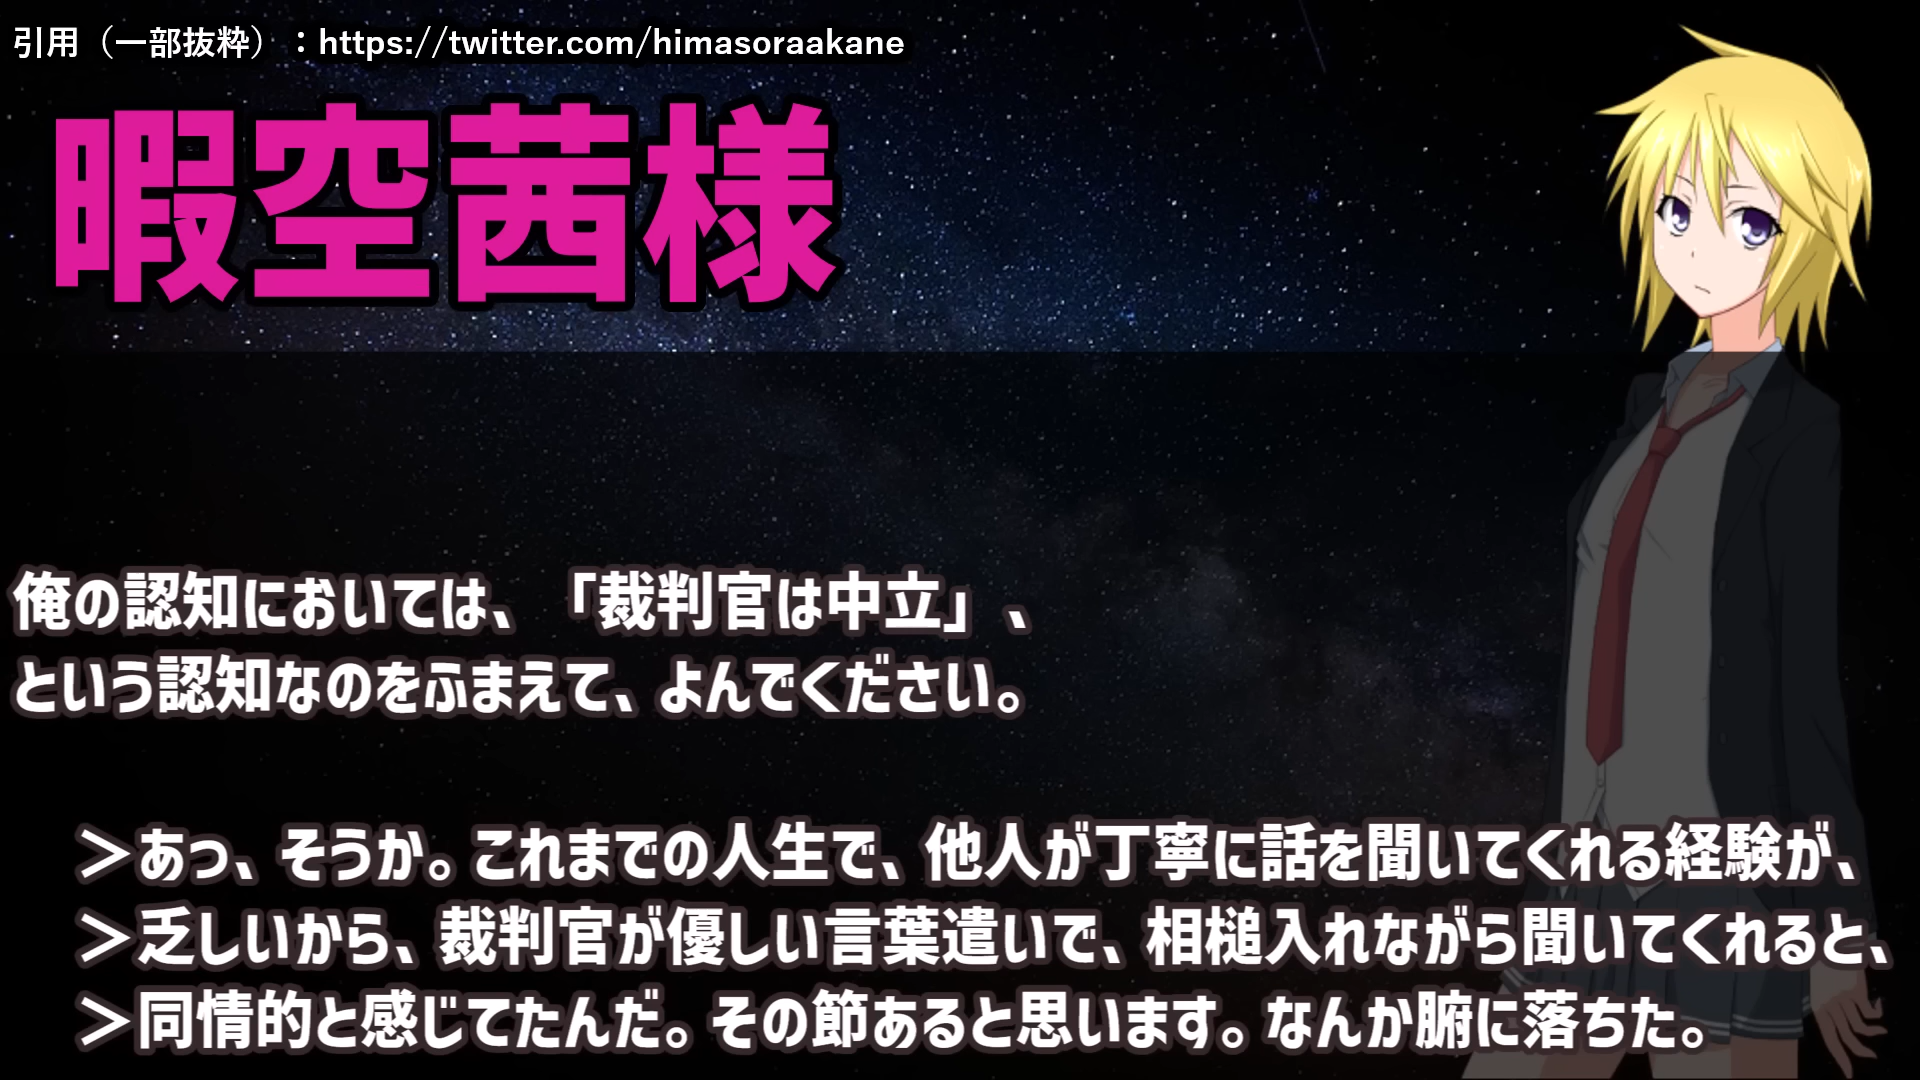 引用（一部抜粋）：https://twitter.com/himasoraakane
暇空茜様
俺の認知においては、「裁判官は中立」、
という認知なのをふまえて、よんでください。
＞あっ、そうか。これまでの人生で、他人が丁寧に話を聞いてくれる経験が、
＞乏しいから、裁判官が優しい言葉遣いで、相槌入れながら聞いてくれると、
＞同情的と感じてたんだ。その節あると思います。なんか腑に落ちた。